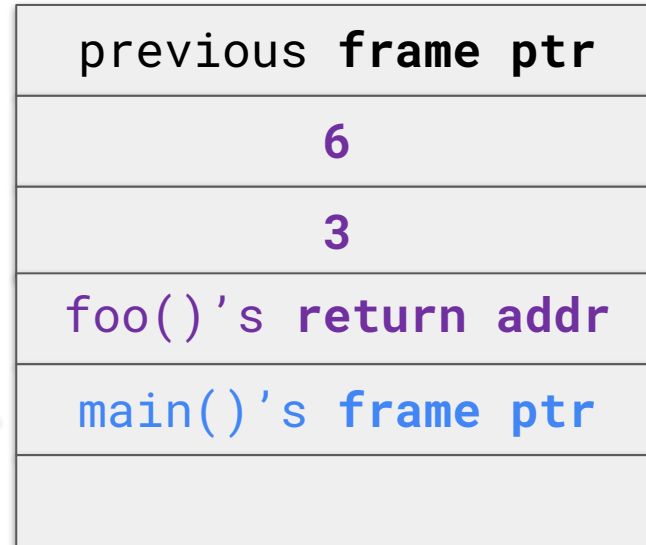 previous frame ptr
6
3
foo()’s return addr
main()’s frame ptr